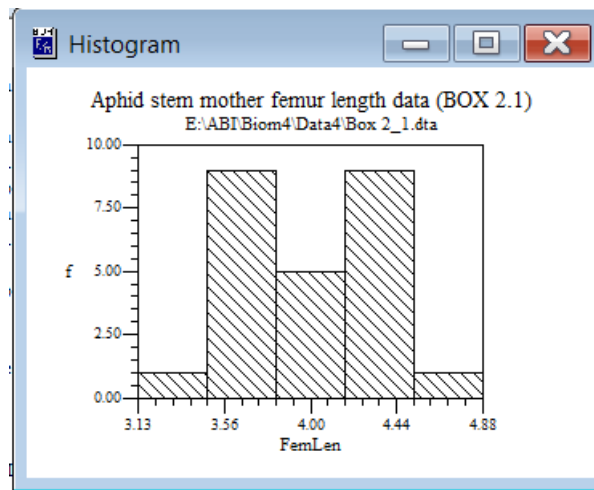 Histogram
Aphid stem mother femur length data (BOX 2.1)
E:\ABI\Biom4\Data4\Box 2_1.dta
10.00
7.50
f
5.00
2.50
0.00
3.13 3.56 4.00 4.44 4.88
FemLen